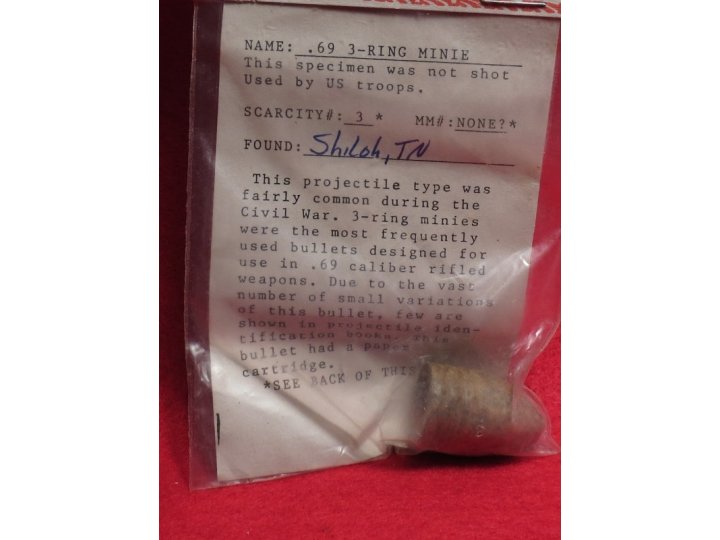 NAME: .69 3-RING MINIE
This specimen was not shot
Used by US troops.
SCARCITY#: 3 * MM#:NONE?*
FOUND: Shiloh, TN
This projectile type was
fairly common during the
Civil War. 3-ring minies
were the most frequently
used bullets designed for
use in .69 caliber rifled
weapons. Due to the vast
number of small variations
of this bullet, few are
shown in projectile iden-
tification books. This
bullet had a paper
cartridge.
*SEE BACK OF THIS